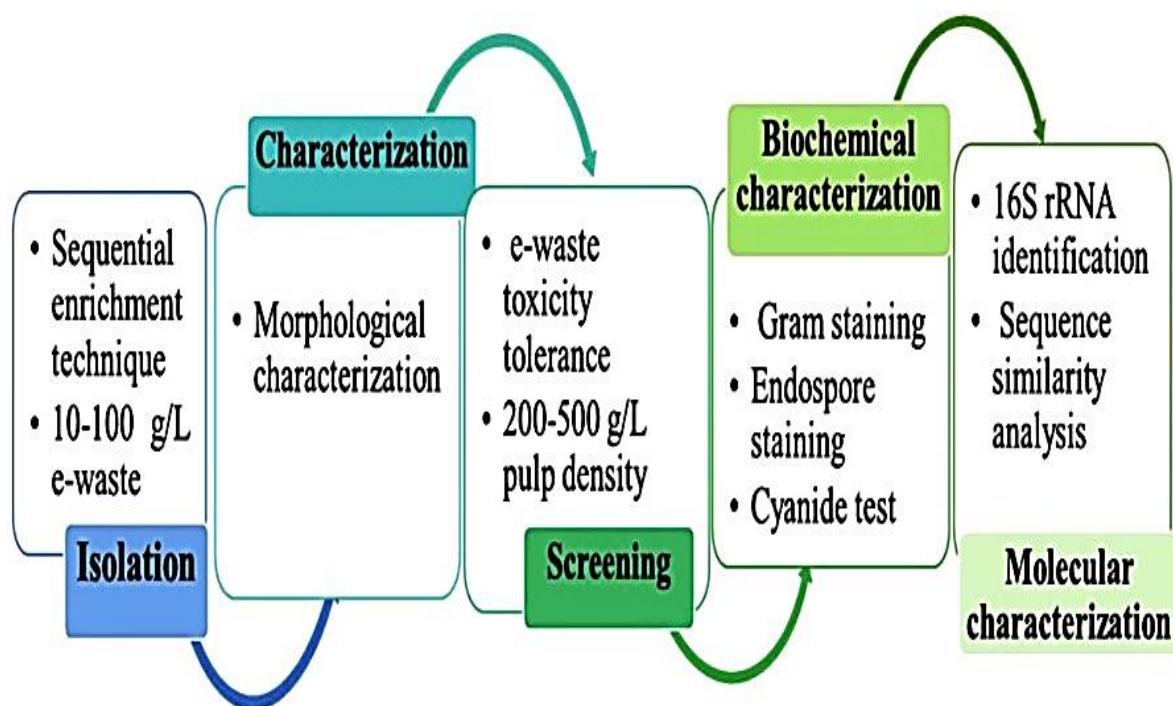 • Sequential
enrichment
technique
• 10-100 g/L
e-waste
Isolation
Characterization
• Morphological
characterization
• e-waste
toxicity
tolerance
• 200-500 g/L
pulp density
Screening
Biochemical
characterization
• Gram staining
• Endospore
staining
• Cyanide test
• 16S rRNA
identification
• Sequence
similarity
analysis
Molecular
characterization